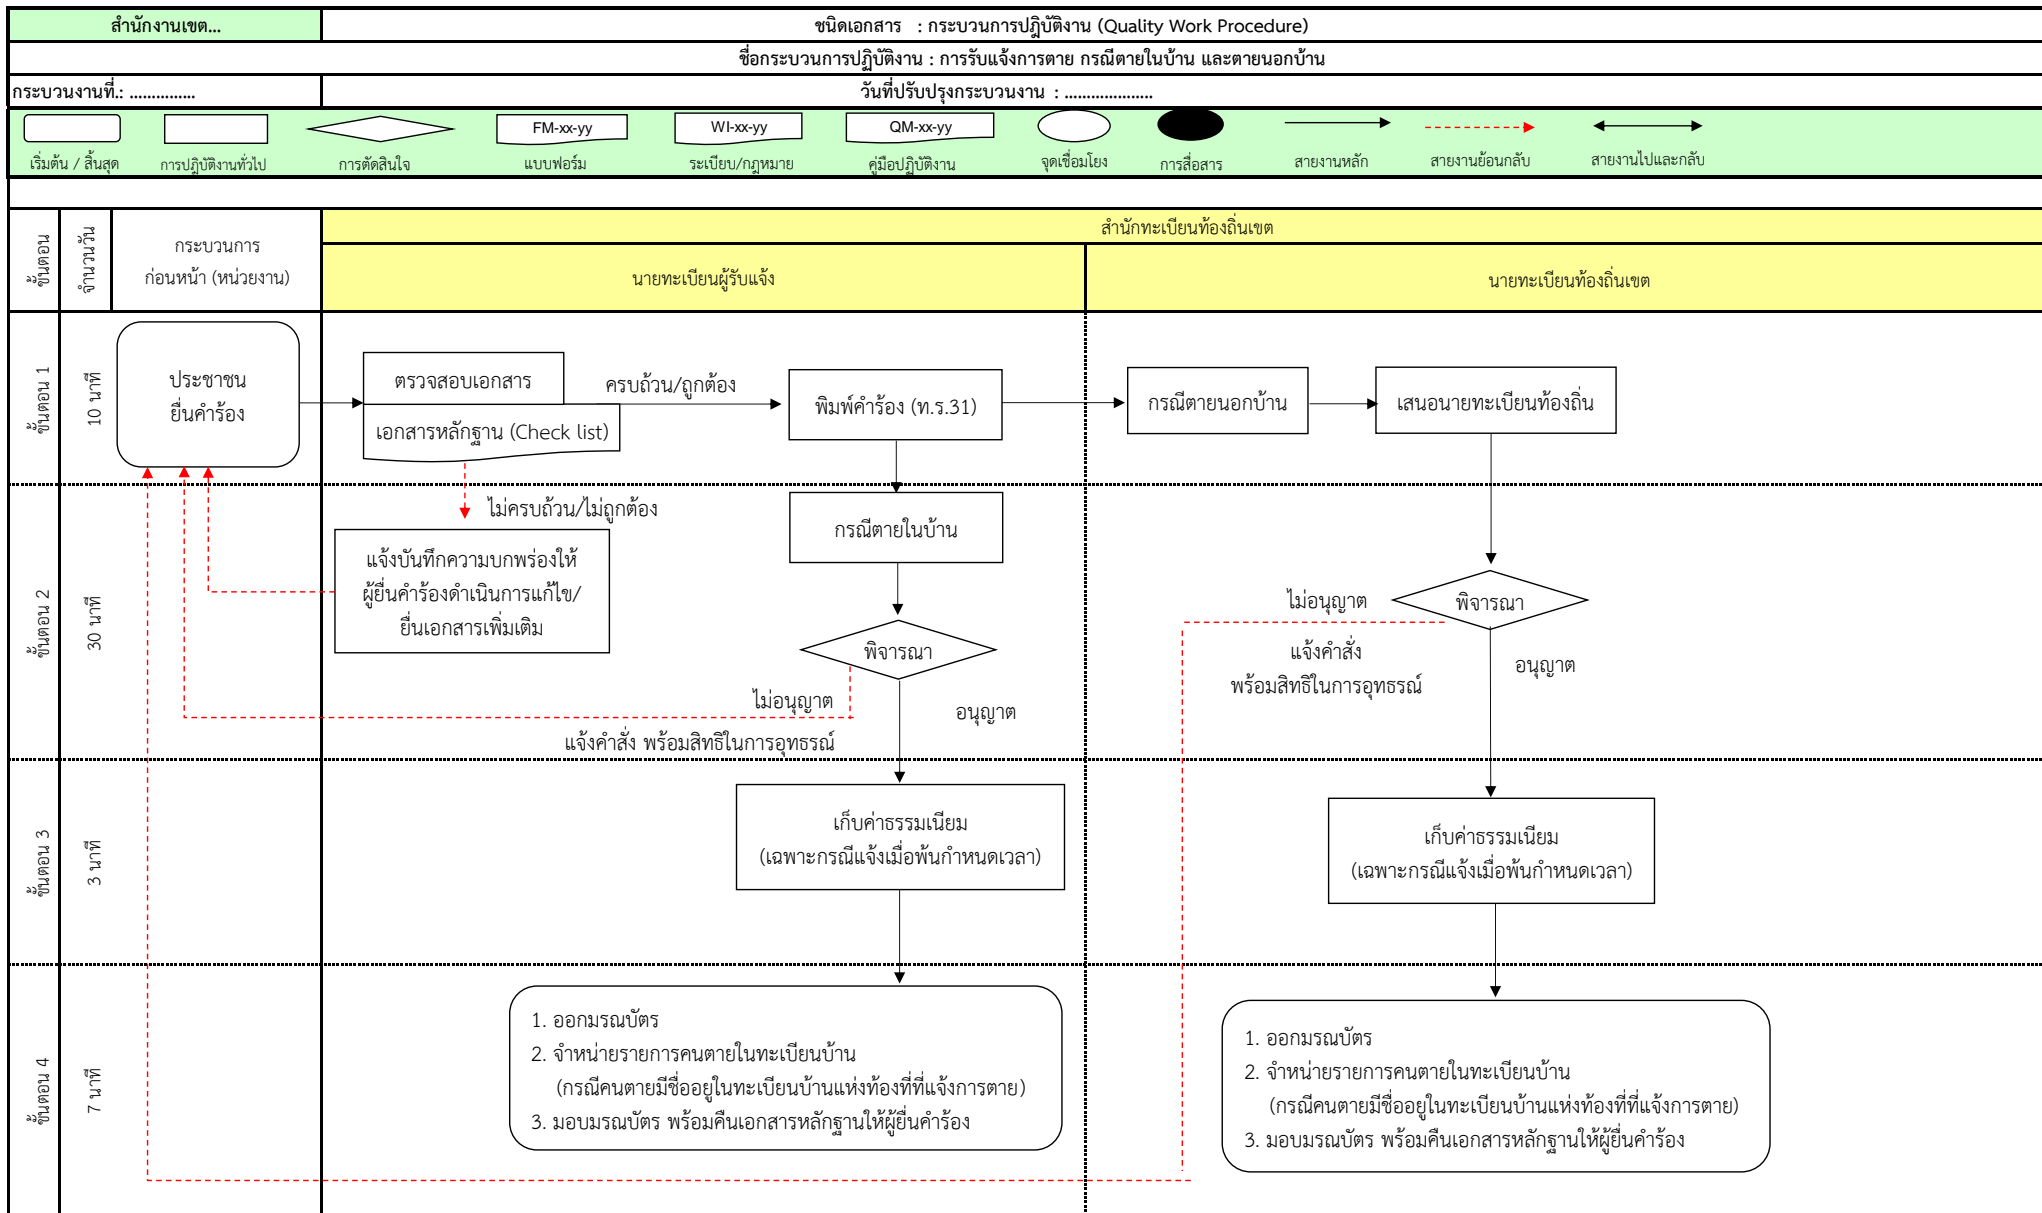 สำนักงานเขต...
ชนิดเอกสาร : กระบวนการปฎิบัติงาน (Quality Work Procedure)
ชื่อกระบวนการปฏิบัติงาน : การรับแจ้งการตาย กรณีตายในบ้าน และตายนอกบ้าน
กระบวนงานที่.: ...............
วันที่ปรับปรุงกระบวนงาน : ....................
FM-xx-yy
WI-xx-yy
QM-xx-yy
เริ่มต้น / สิ้นสุด
การปฏิบัติงานทั่วไป
การตัดสินใจ
แบบฟอร์ม
ระเบียบ/กฎหมาย
คู่มือปฏิบัติงาน
จุดเชื่อมโยง
การสื่อสาร
สายงานหลัก
สายงานย้อนกลับ
สายงานไปและกลับ
ขั้นตอน
จำนวนวัน
กระบวนการ
ก่อนหน้า (หน่วยงาน)
สำนักทะเบียนท้องถิ่นเขต
นายทะเบียนผู้รับแจ้ง
นายทะเบียนท้องถิ่นเขต
ขั้นตอน 1
10 นาที
ประชาชน
ยื่นคำร้อง
ตรวจสอบเอกสาร
เอกสารหลักฐาน (Check list)
ครบถ้วน/ถูกต้อง
พิมพ์คำร้อง (ท.ร.31)
กรณีตายนอกบ้าน
เสนอนายทะเบียนท้องถิ่น
ขั้นตอน 2
30 นาที
ไม่ครบถ้วน/ไม่ถูกต้อง
แจ้งบันทึกความบกพร่องให้
ผู้ยื่นคำร้องดำเนินการแก้ไข/
ยื่นเอกสารเพิ่มเติม
กรณีตายในบ้าน
พิจารณา
ไม่อนุญาต
อนุญาต
แจ้งคำสั่ง พร้อมสิทธิในการอุทธรณ์
พิจารณา
ไม่อนุญาต
แจ้งคำสั่ง
พร้อมสิทธิในการอุทธรณ์
อนุญาต
ขั้นตอน 3
3 นาที
เก็บค่าธรรมเนียม
(เฉพาะกรณีแจ้งเมื่อพ้นกำหนดเวลา)
เก็บค่าธรรมเนียม
(เฉพาะกรณีแจ้งเมื่อพ้นกำหนดเวลา)
ขั้นตอน 4
7 นาที
1. ออกมรณบัตร
2. จำหน่ายรายการคนตายในทะเบียนบ้าน
(กรณีคนตายมีชื่ออยู่ในทะเบียนบ้านแห่งท้องที่ที่แจ้งการตาย)
3. มอบมรณบัตร พร้อมคืนเอกสารหลักฐานให้ผู้ยื่นคำร้อง
1. ออกมรณบัตร
2. จำหน่ายรายการคนตายในทะเบียนบ้าน
(กรณีคนตายมีชื่ออยู่ในทะเบียนบ้านแห่งท้องที่ที่แจ้งการตาย)
3. มอบมรณบัตร พร้อมคืนเอกสารหลักฐานให้ผู้ยื่นคำร้อง